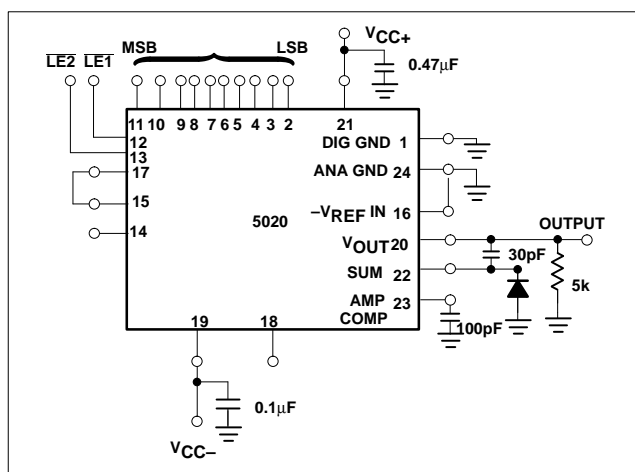 VCC+
0.47μF
MSB
LSB
LE2
LE1
11
10
9
8
7
6
5
4
3
2
21
12
13
17
15
14
5020
DIG GND 1
ANA GND 24
–VREF IN 16
VOUT 20
SUM 22
AMP COMP 23
OUTPUT
30pF
5k
100pF
19
18
0.1μF
VCC–